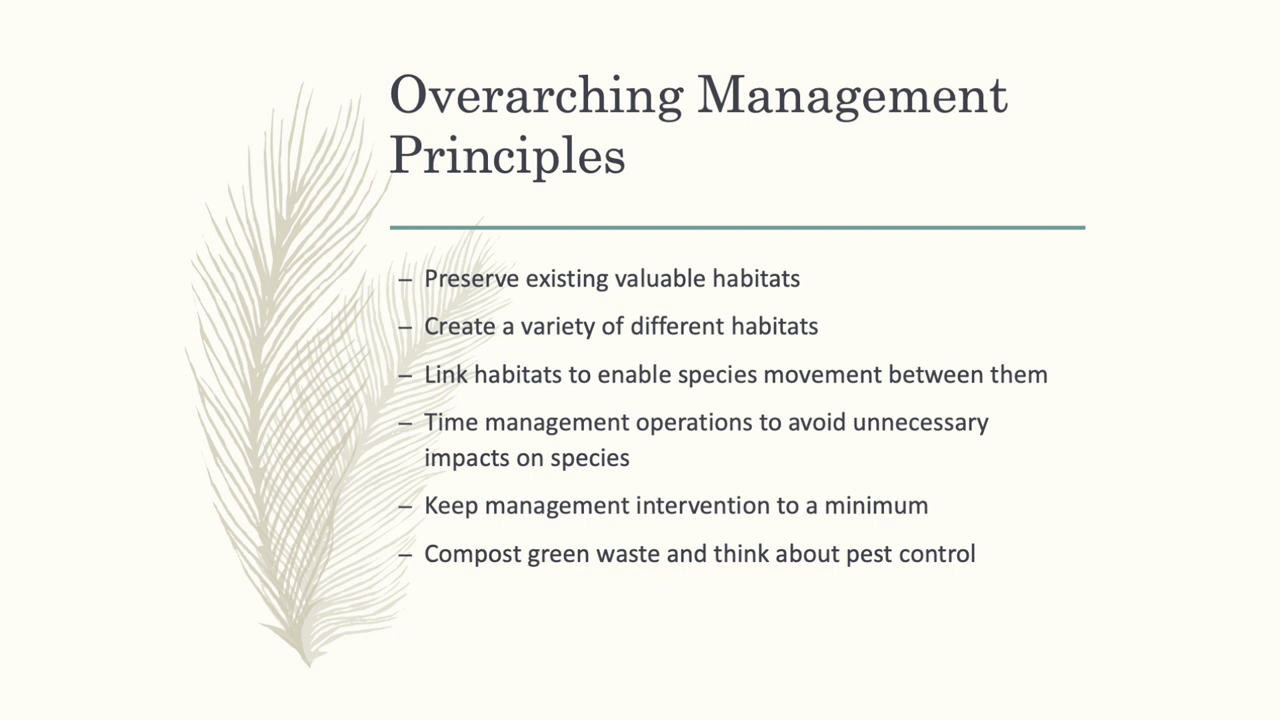 Overarching Management
Principles
– Preserve existing valuable habitats
– Create a variety of different habitats
– Link habitats to enable species movement between them
– Time management operations to avoid unnecessary
impacts on species
– Keep management intervention to a minimum
– Compost green waste and think about pest control